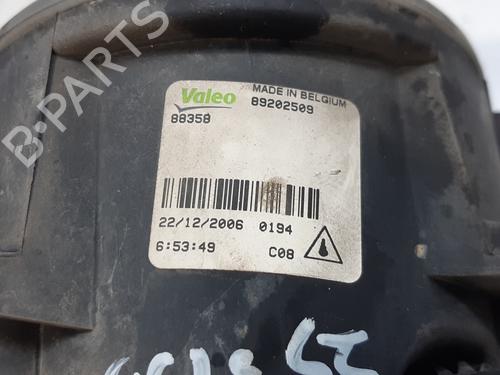 B-PARTS
Valeo
MADE IN BELGIUM
88358
89202509
22/12/2006 0194
6:53:49
C08